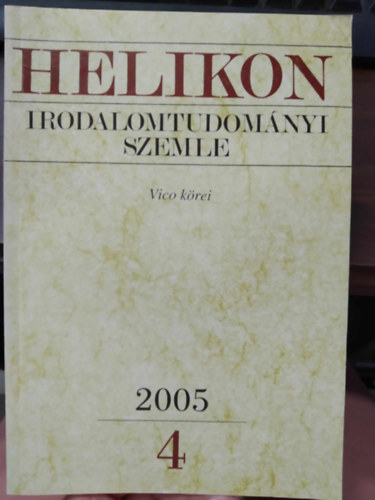 HELIKON
IRODALOMTUDOMÁNYI
SZEMLE
Vico körei
2005
4